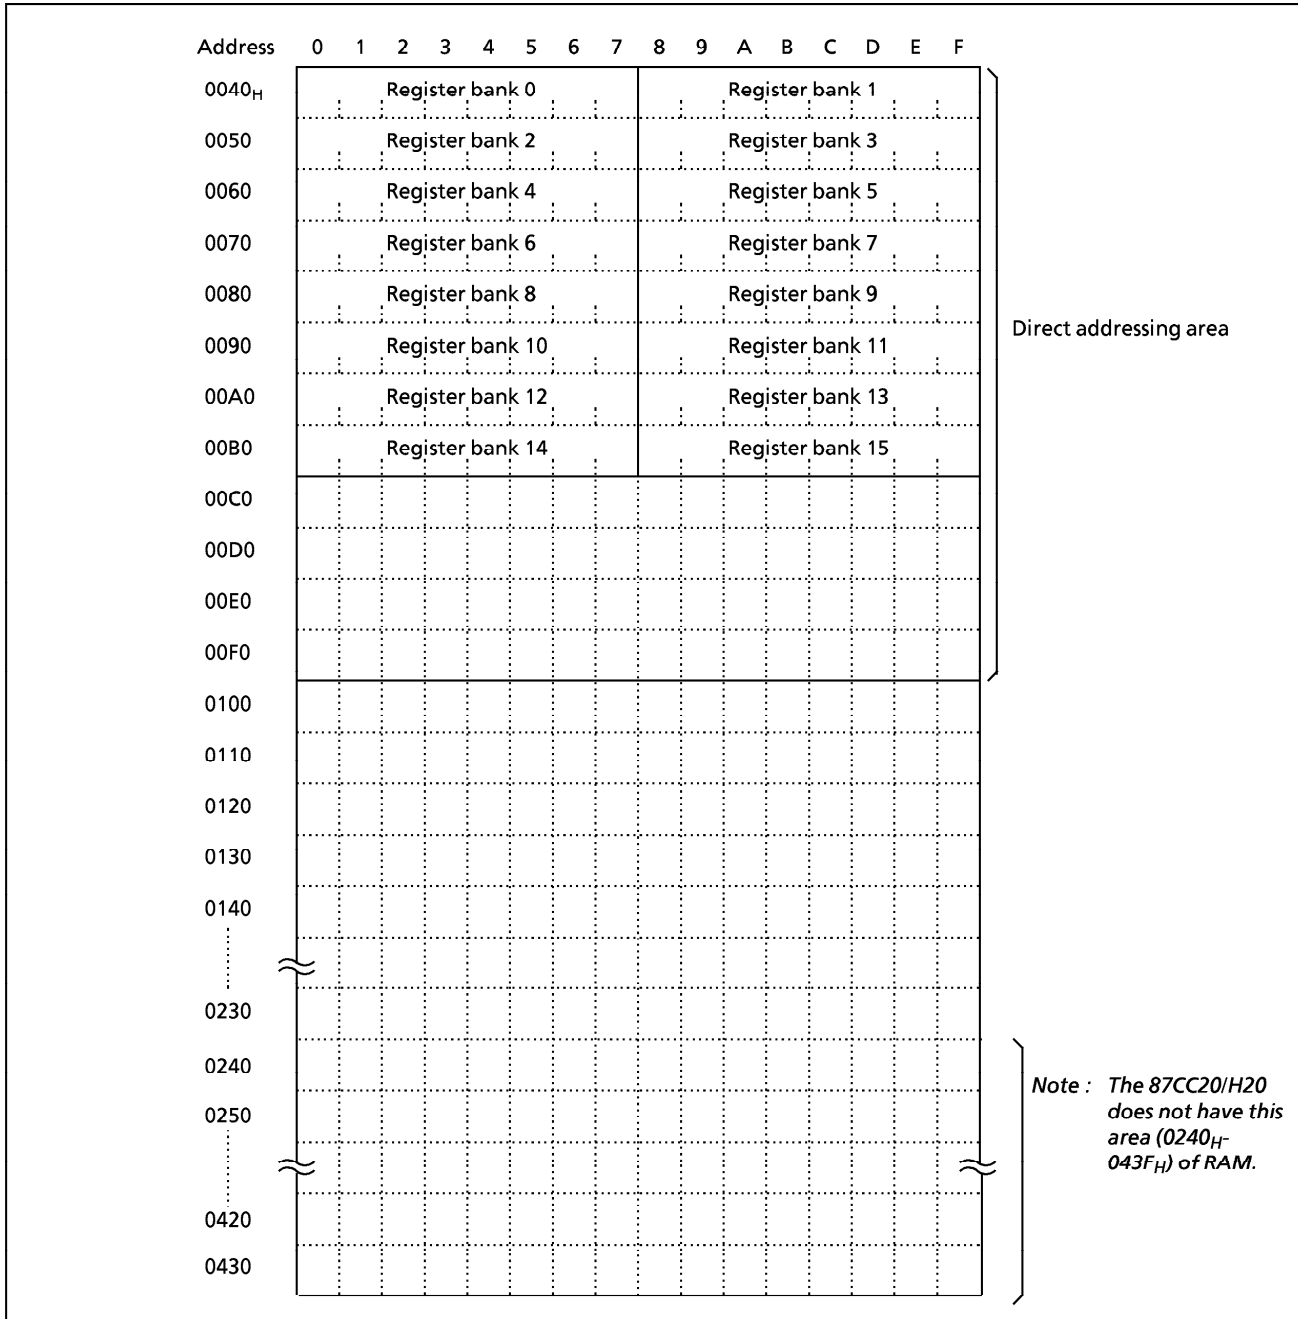 Address 0 1 2 3 4 5 6 7 8 9 A B C D E F
0040H Register bank 0 Register bank 1
0050 Register bank 2 Register bank 3
0060 Register bank 4 Register bank 5
0070 Register bank 6 Register bank 7
0080 Register bank 8 Register bank 9
Direct addressing area
0090 Register bank 10 Register bank 11
00A0 Register bank 12 Register bank 13
00B0 Register bank 14 Register bank 15
00C0
00D0
00E0
00F0
0100
0110
0120
0130
0140
0230
0240
0250
Note : The 87CC20/H20
does not have this
area (0240H-
043FH) of RAM.
0420
0430